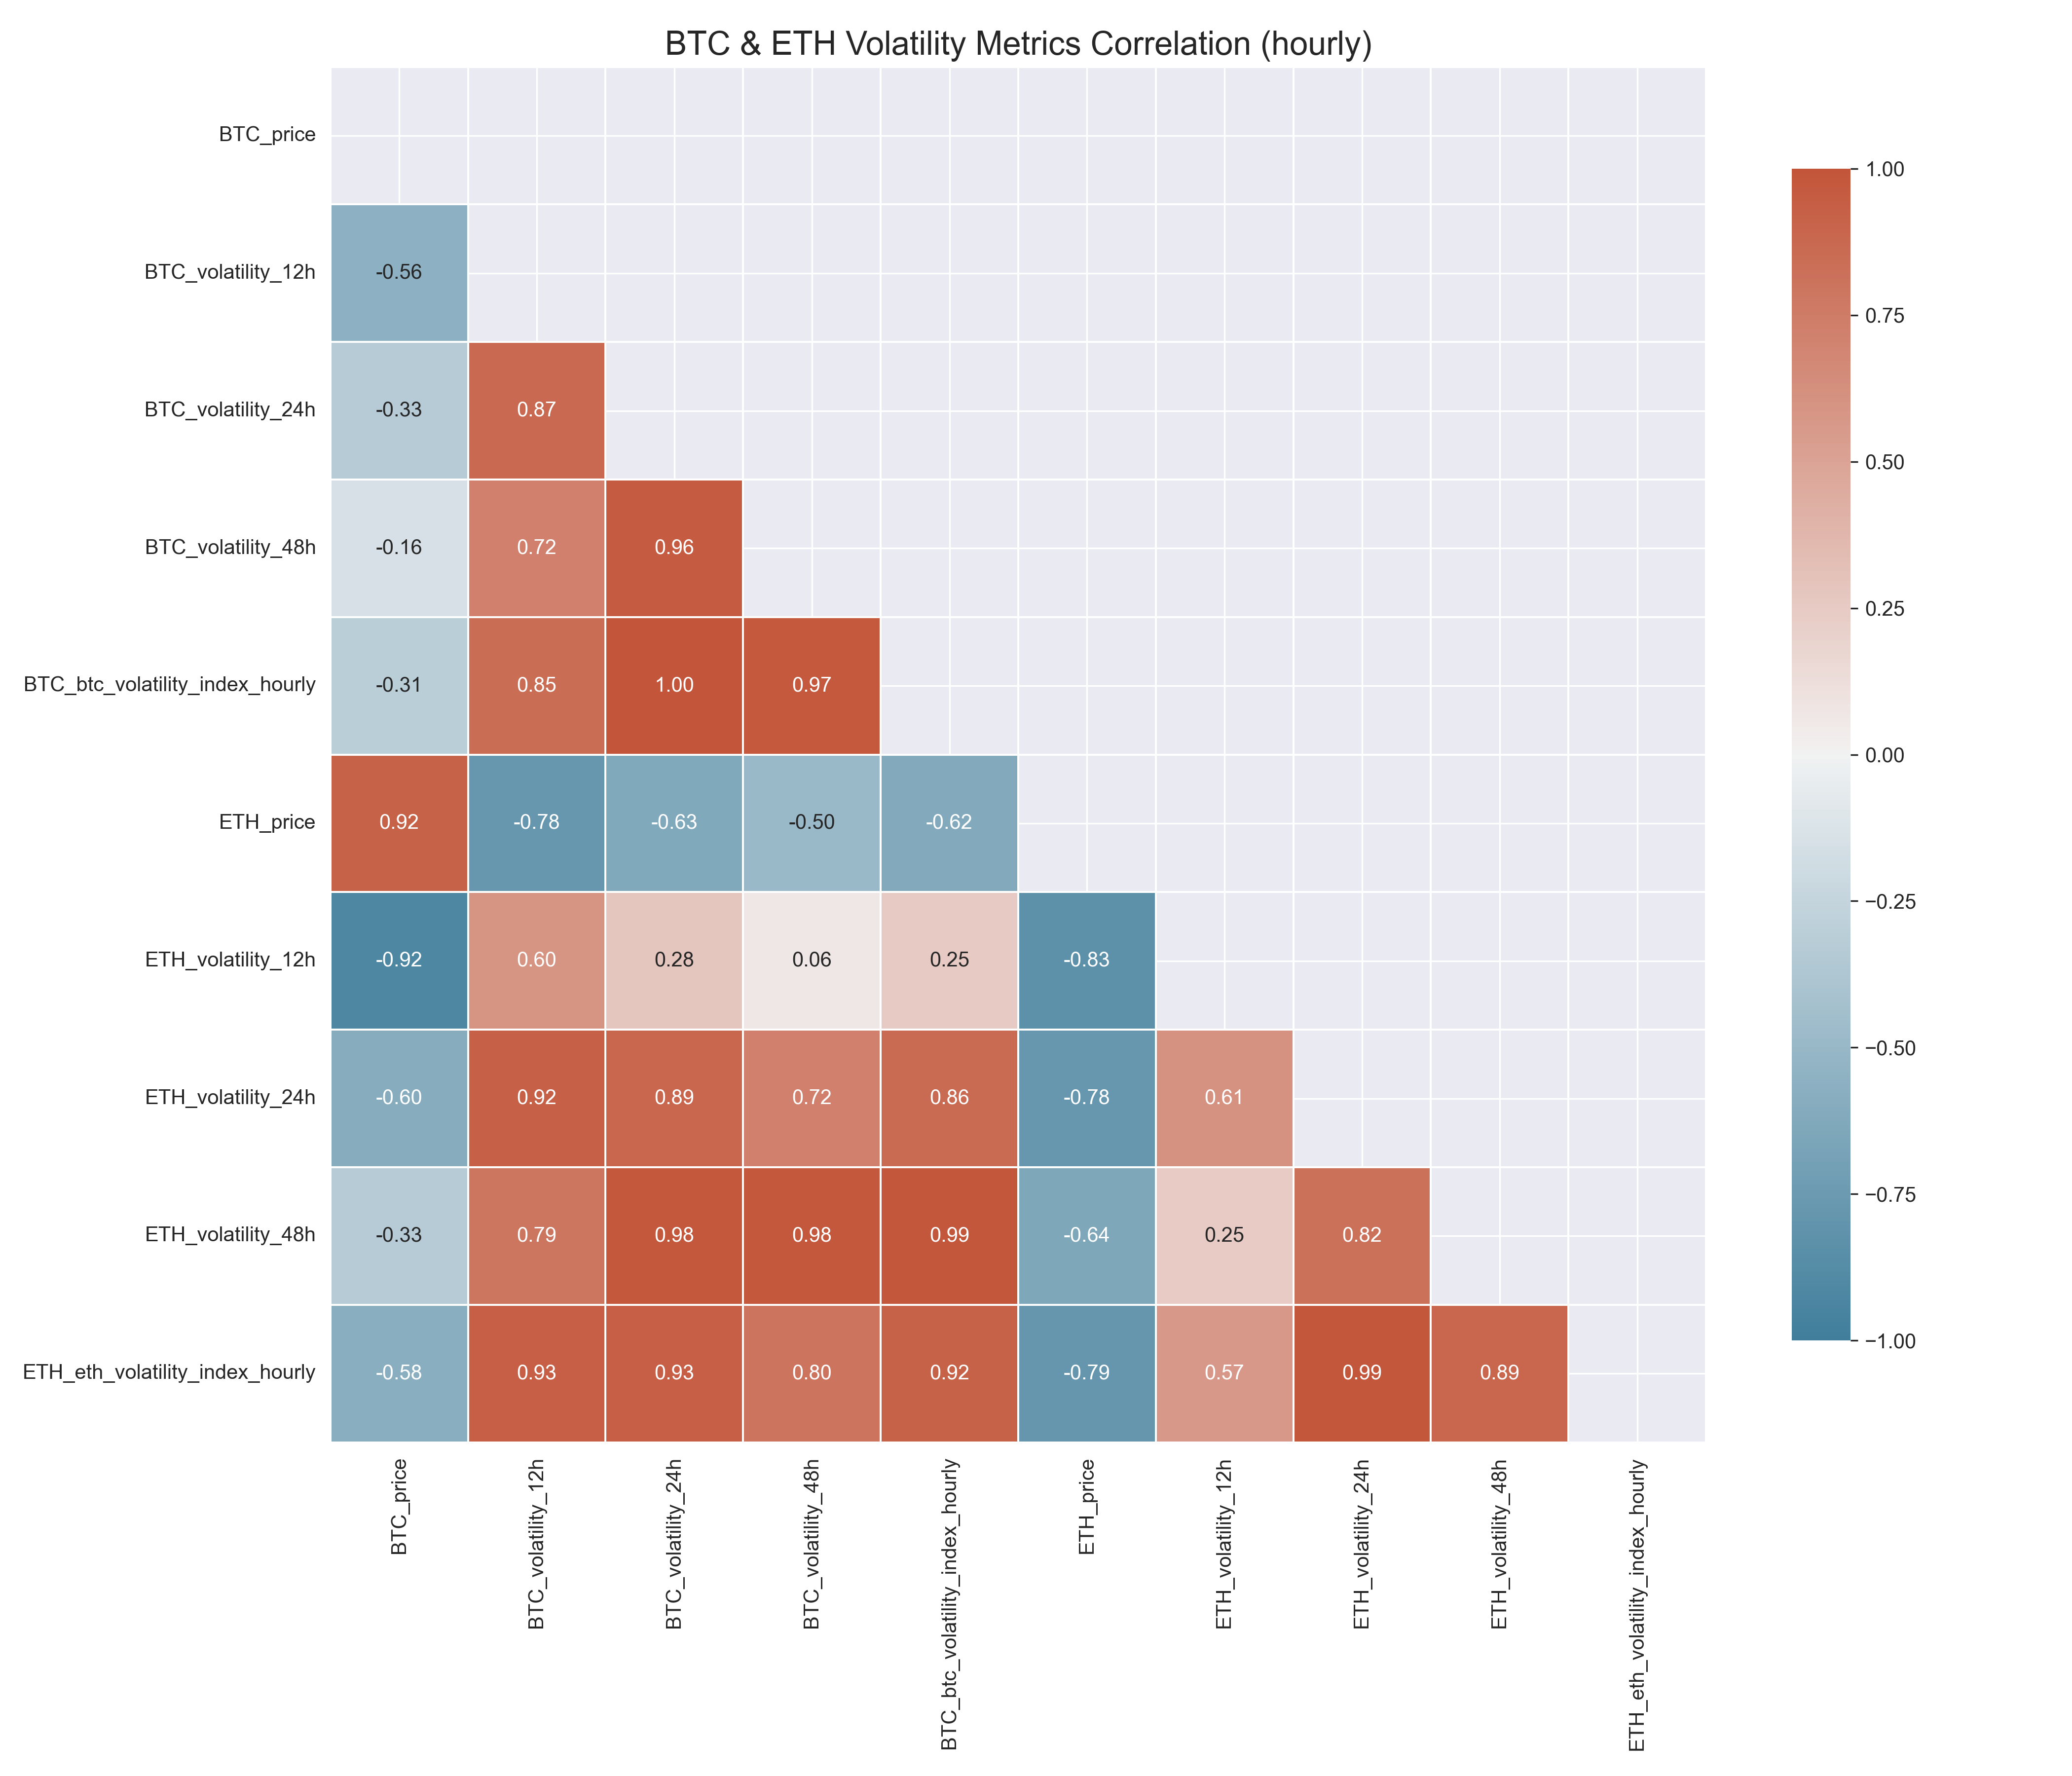 BTC & ETH Volatility Metrics Correlation (hourly)
BTC_price
BTC_volatility_12h -0.56
BTC_volatility_24h -0.33 0.87
BTC_volatility_48h -0.16 0.72 0.96
BTC_btc_volatility_index_hourly -0.31 0.85 1.00 0.97
ETH_price 0.92 -0.78 -0.63 -0.50 -0.62
ETH_volatility_12h -0.92 0.60 0.28 0.06 0.25 -0.83
ETH_volatility_24h -0.60 0.92 0.89 0.72 0.86 -0.78 0.61
ETH_volatility_48h -0.33 0.79 0.98 0.98 0.99 -0.64 0.25 0.82
ETH_eth_volatility_index_hourly -0.58 0.93 0.93 0.80 0.92 -0.79 0.57 0.99 0.89
BTC_price
BTC_volatility_12h
BTC_volatility_24h
BTC_volatility_48h
BTC_btc_volatility_index_hourly
ETH_price
ETH_volatility_12h
ETH_volatility_24h
ETH_volatility_48h
ETH_eth_volatility_index_hourly
1.00
0.75
0.50
0.25
0.00
−0.25
−0.50
−0.75
−1.00